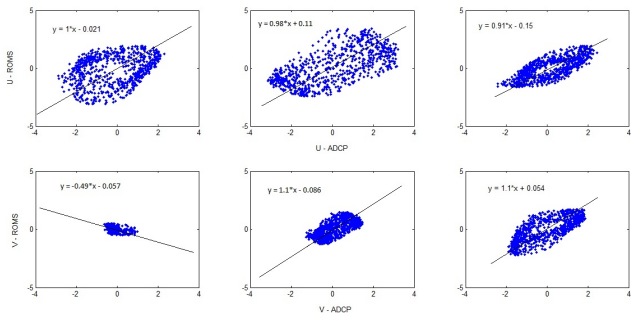 y = 1*x - 0.021
y = 0.98*x + 0.11
y = 0.91*x - 0.15
5
0
-5
5
0
-5
5
0
-5
U - ROMS
-4 -2 0 2 4
-4 -2 0 2 4
-4 -2 0 2 4
U - ADCP
y = -0.49*x - 0.057
y = 1.1*x - 0.086
y = 1.1*x + 0.054
5
0
-5
5
0
-5
5
0
-5
V - ROMS
-4 -2 0 2 4
-4 -2 0 2 4
-4 -2 0 2 4
V - ADCP